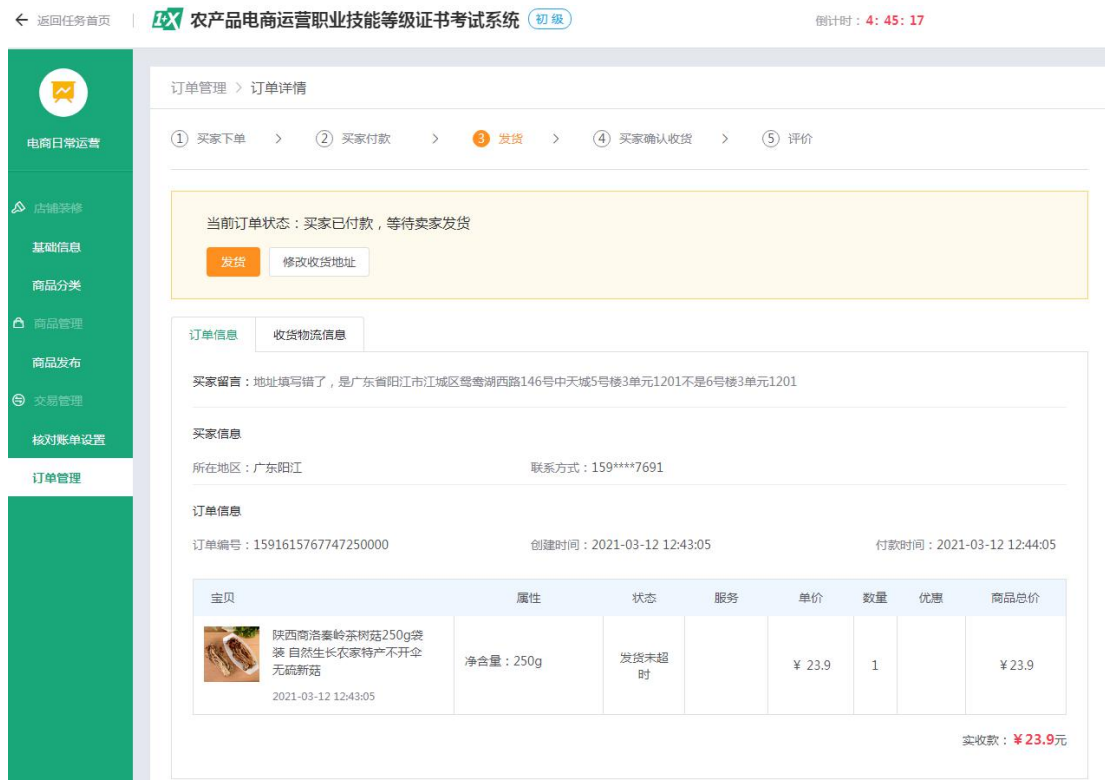 ← 返回任务首页
1+X 农产品电商运营职业技能等级证书考试系统 初级
倒计时：4: 45: 17
电商日常运营
店铺装修
基础信息
商品分类
商品管理
商品发布
交易管理
核对账单设置
订单管理
订单管理 > 订单详情
① 买家下单 > ② 买家付款 > ③ 发货 > ④ 买家确认收货 > ⑤ 评价
当前订单状态：买家已付款，等待卖家发货
发货 修改收货地址
订单信息 收货物流信息
买家留言：地址填写错了，是广东省阳江市江城区鸳鸯湖西路146号中天城5号楼3单元1201不是6号楼3单元1201
买家信息
所在地区：广东阳江 联系方式：159****7691
订单信息
订单编号：1591615767747250000 创建时间：2021-03-12 12:43:05 付款时间：2021-03-12 12:44:05
宝贝 属性 状态 服务 单价 数量 优惠 商品总价
陕西商洛秦岭茶树菇250g袋
装 自然生长农家特产不开伞
无硫新菇
2021-03-12 12:43:05
净含量：250g
发货未超
时
¥ 23.9
1
¥23.9
实收款：¥23.9元